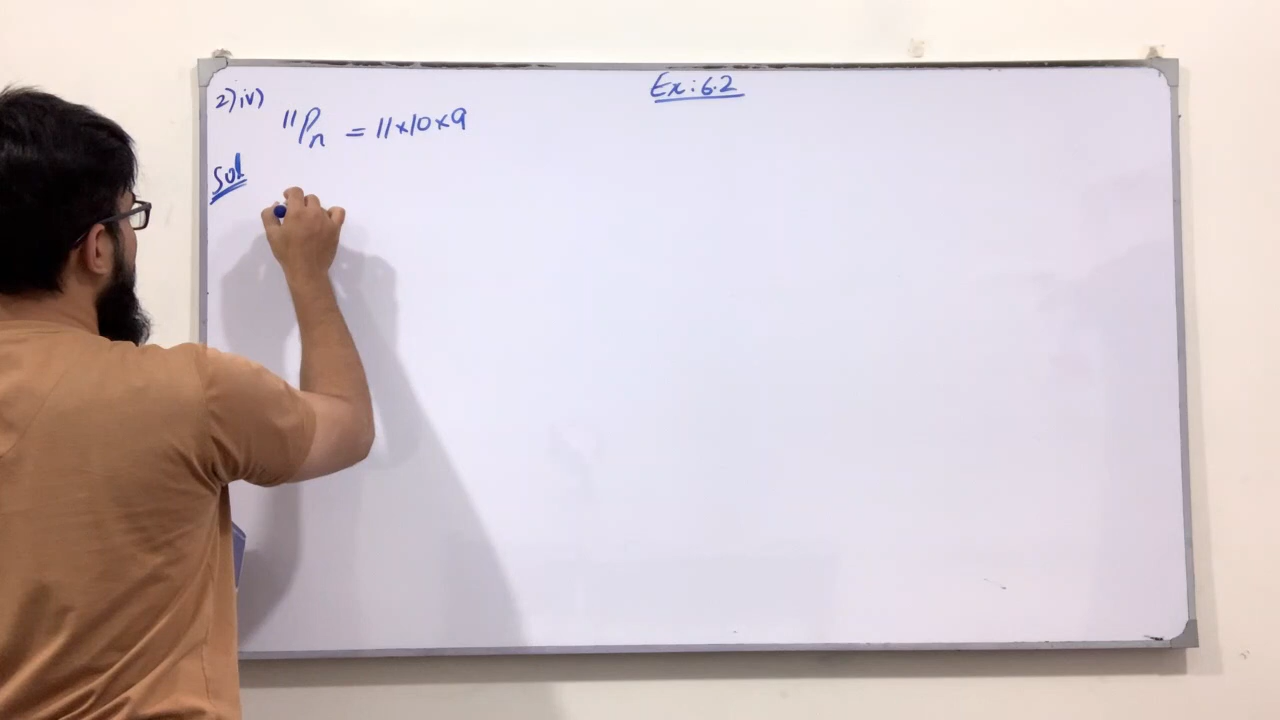 Ex:6.2
2)iv)
¹¹Pₙ = 11×10×9
Sol